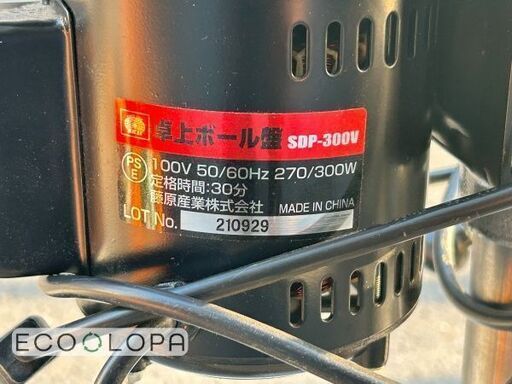 卓上ボール盤 SDP-300V
PS E 100V 50/60Hz 270/300W
定格時間:30分
藤原産業株式会社 MADE IN CHINA
LOT No. 210929
ECOOLOPA